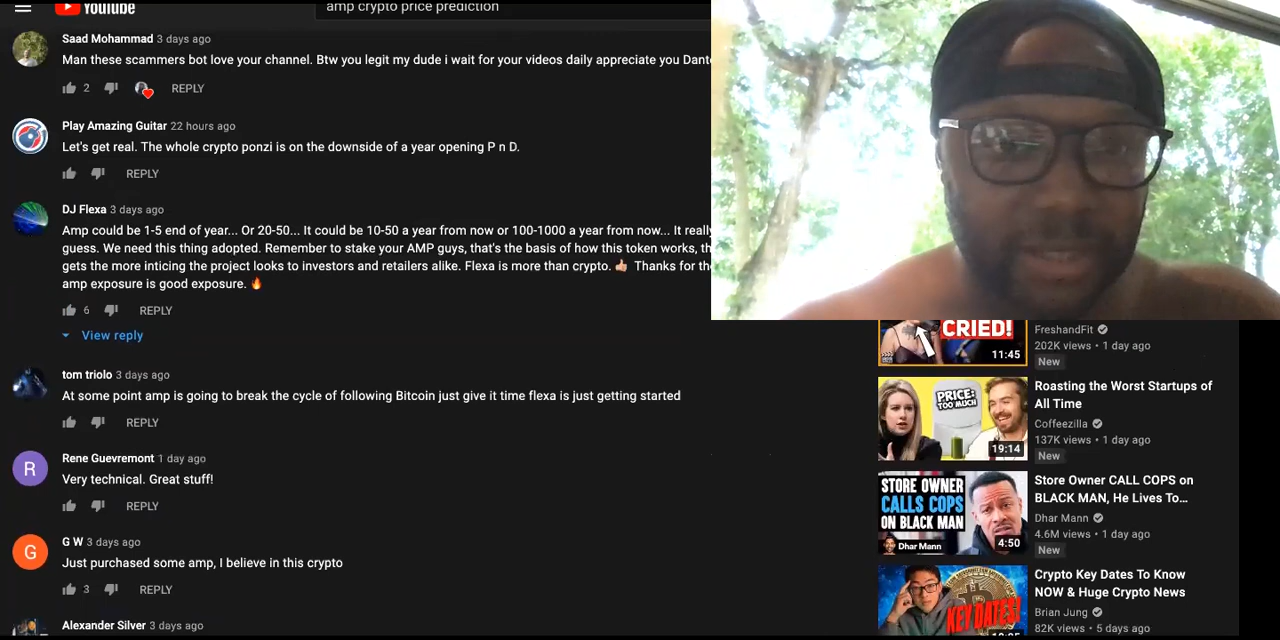 YouTube
amp crypto price prediction
Saad Mohammad 3 days ago
Man these scammers bot love your channel. Btw you legit my dude i wait for your videos daily appreciate you Dant
2 REPLY
Play Amazing Guitar 22 hours ago
Let's get real. The whole crypto ponzi is on the downside of a year opening P n D.
REPLY
DJ Flexa 3 days ago
Amp could be 1-5 end of year... Or 20-50... It could be 10-50 a year from now or 100-1000 a year from now... It really
guess. We need this thing adopted. Remember to stake your AMP guys, that's the basis of how this token works, th
gets the more inticing the project looks to investors and retailers alike. Flexa is more than crypto. 👍🏼 Thanks for th
amp exposure is good exposure. 🔥
6 REPLY
View reply
tom triolo 3 days ago
At some point amp is going to break the cycle of following Bitcoin just give it time flexa is just getting started
REPLY
R
Rene Guevremont 1 day ago
Very technical. Great stuff!
REPLY
G
G W 3 days ago
Just purchased some amp, I believe in this crypto
3 REPLY
Alexander Silver 3 days ago
CRIED!
11:45
FreshandFit
202K views • 1 day ago
New
PRICE:
TOO MUCH
19:14
Roasting the Worst Startups of
All Time
Coffeezilla
137K views • 1 day ago
New
STORE OWNER
CALLS COPS
ON BLACK MAN
Dhar Mann
4:50
Store Owner CALL COPS on
BLACK MAN, He Lives To...
Dhar Mann
4.6M views • 1 day ago
New
KEY DATES!
Crypto Key Dates To Know
NOW & Huge Crypto News
Brian Jung
82K views • 5 days ago